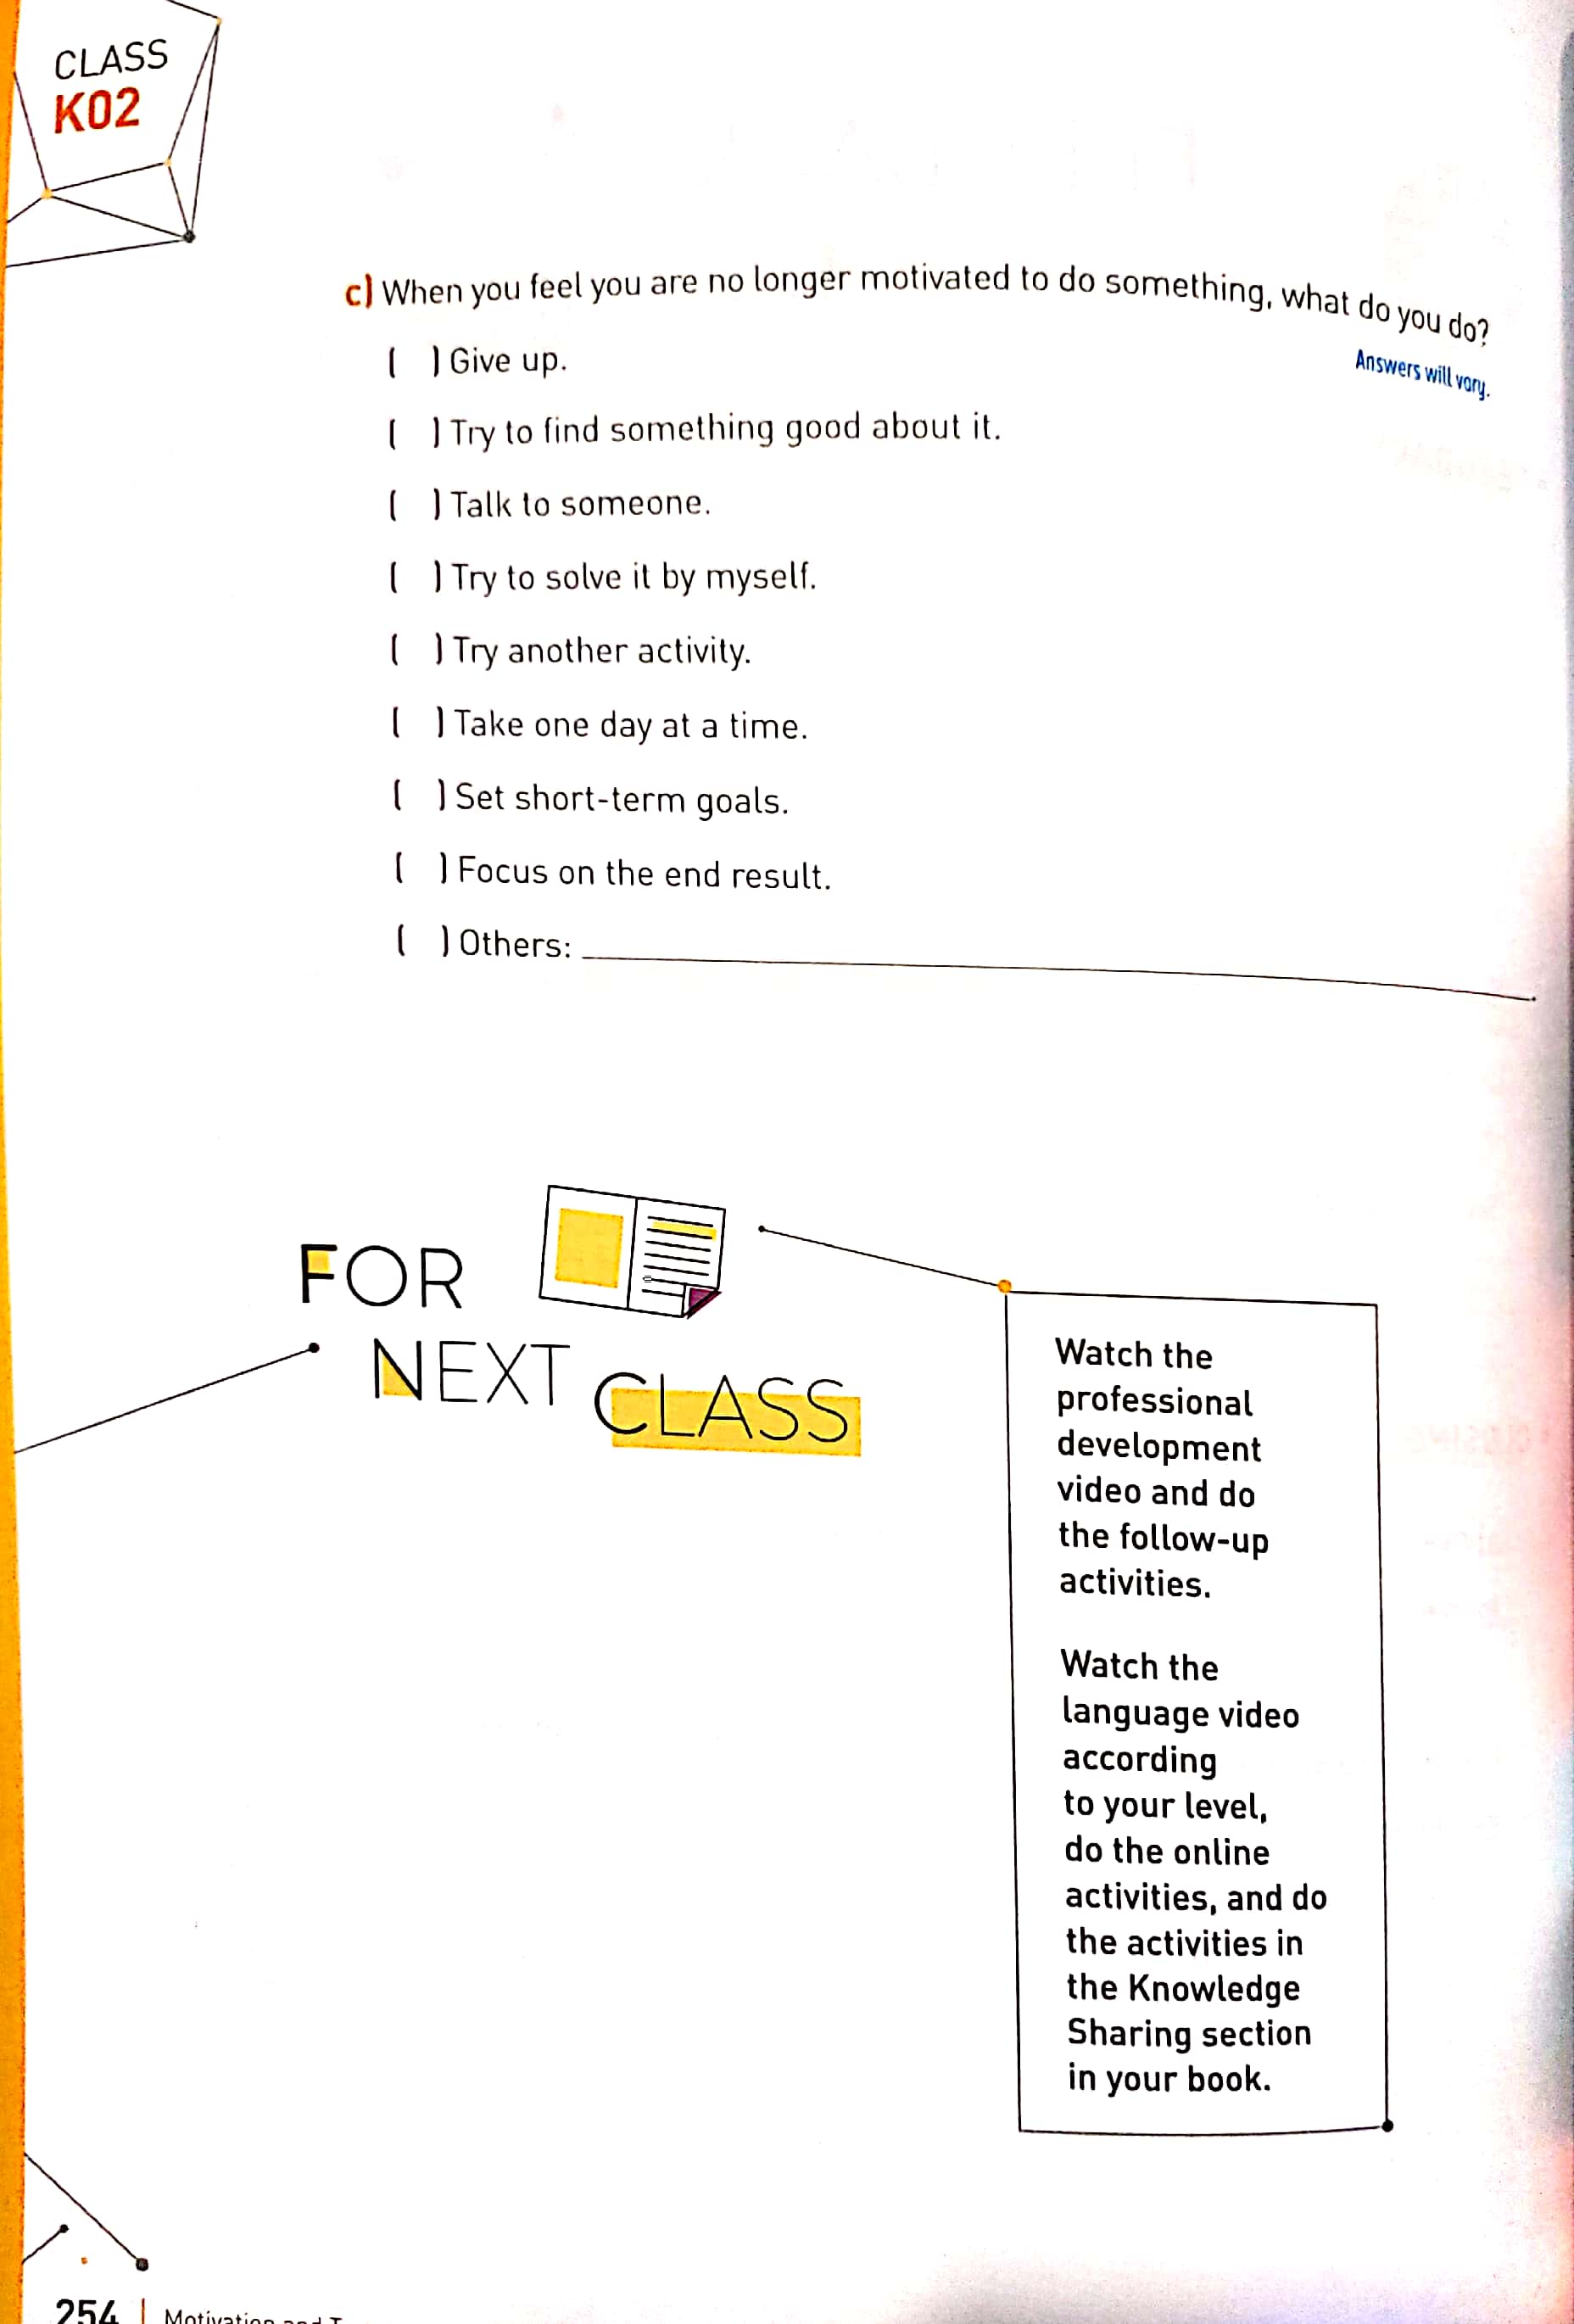 CLASS
K02
c) When you feel you are no longer motivated to do something, what do you do?
Answers will vary.
( ) Give up.
( ) Try to find something good about it.
( ) Talk to someone.
( ) Try to solve it by myself.
( ) Try another activity.
( ) Take one day at a time.
( ) Set short-term goals.
( ) Focus on the end result.
( ) Others:
FOR
NEXT CLASS
Watch the
professional
development
video and do
the follow-up
activities.
Watch the
language video
according
to your level,
do the online
activities, and do
the activities in
the Knowledge
Sharing section
in your book.
254 | Motivation and